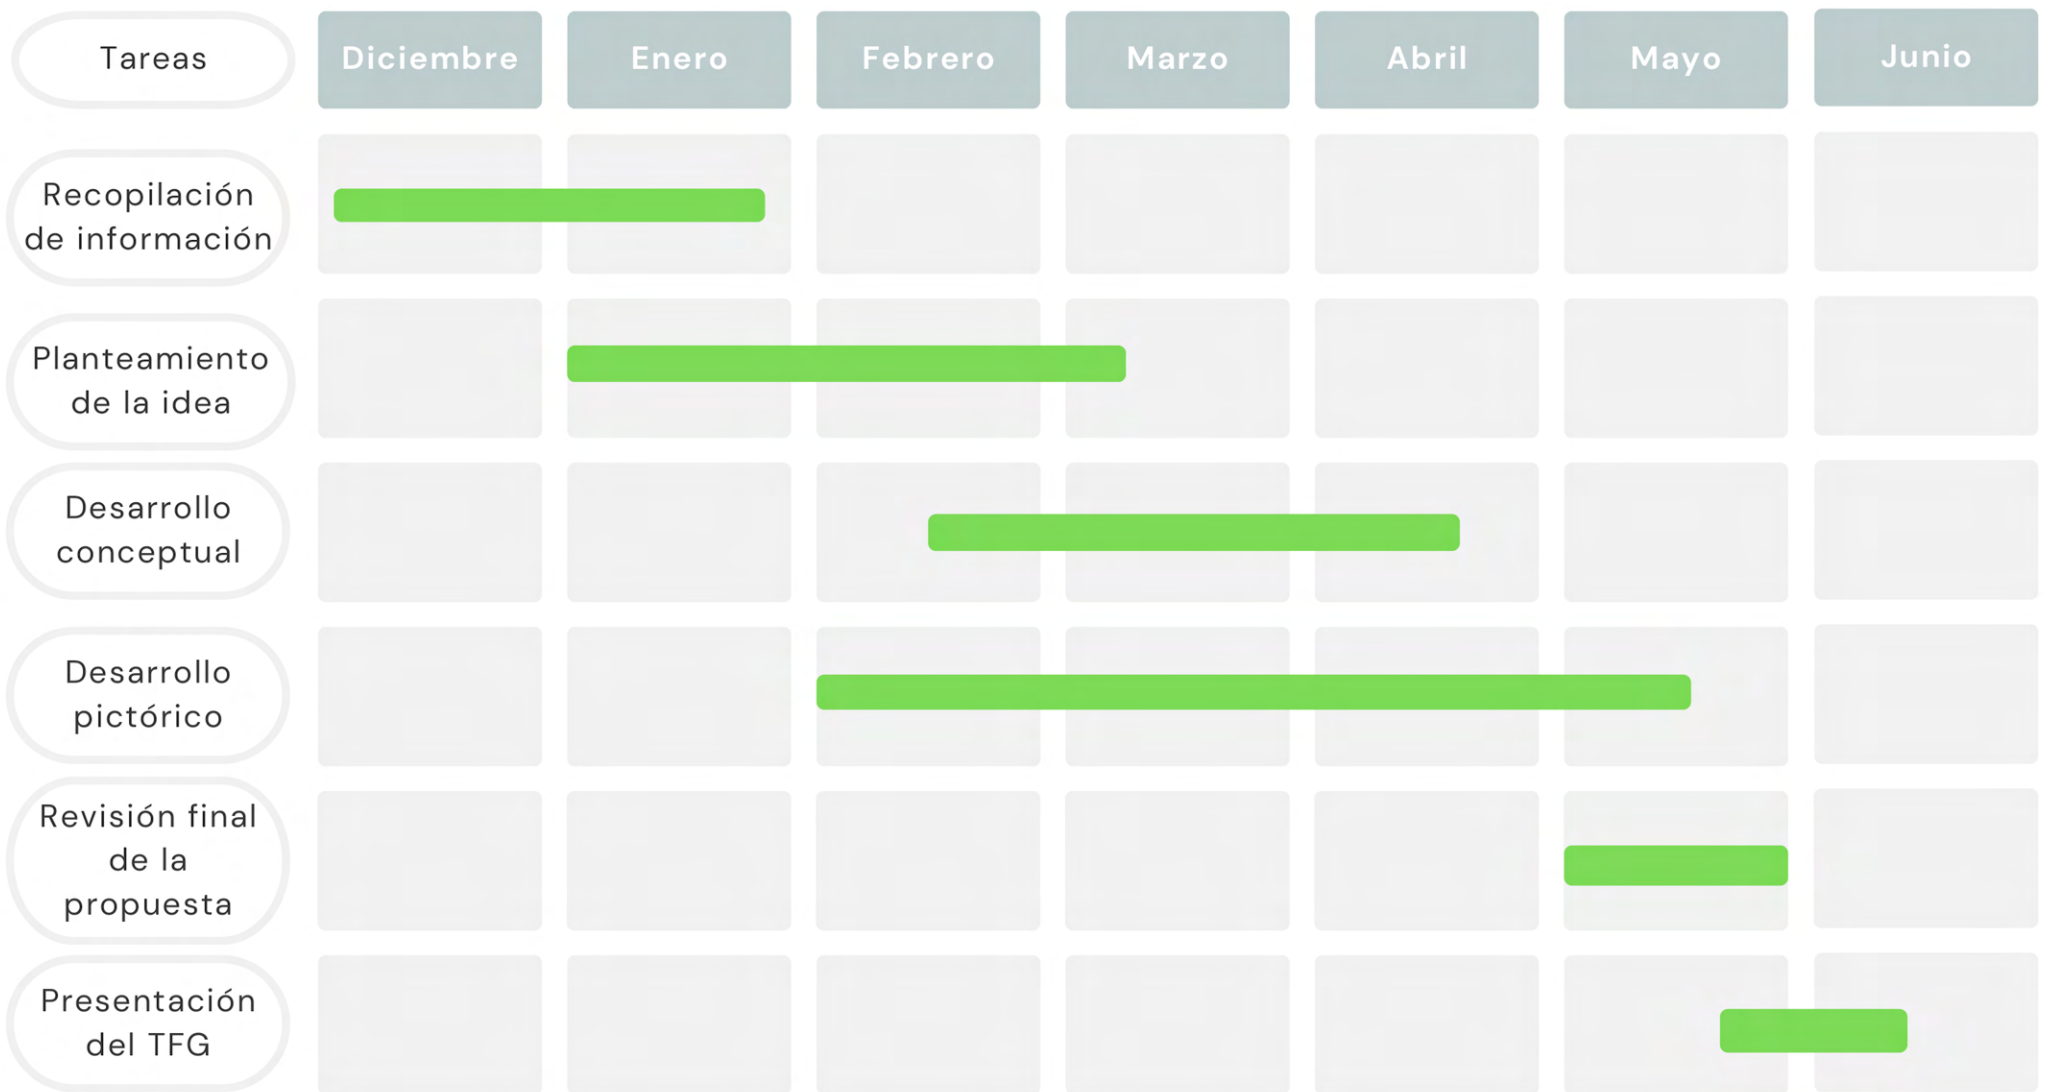 Tareas
Diciembre
Enero
Febrero
Marzo
Abril
Mayo
Junio
Recopilación
de información
Planteamiento
de la idea
Desarrollo
conceptual
Desarrollo
pictórico
Revisión final
de la
propuesta
Presentación
del TFG